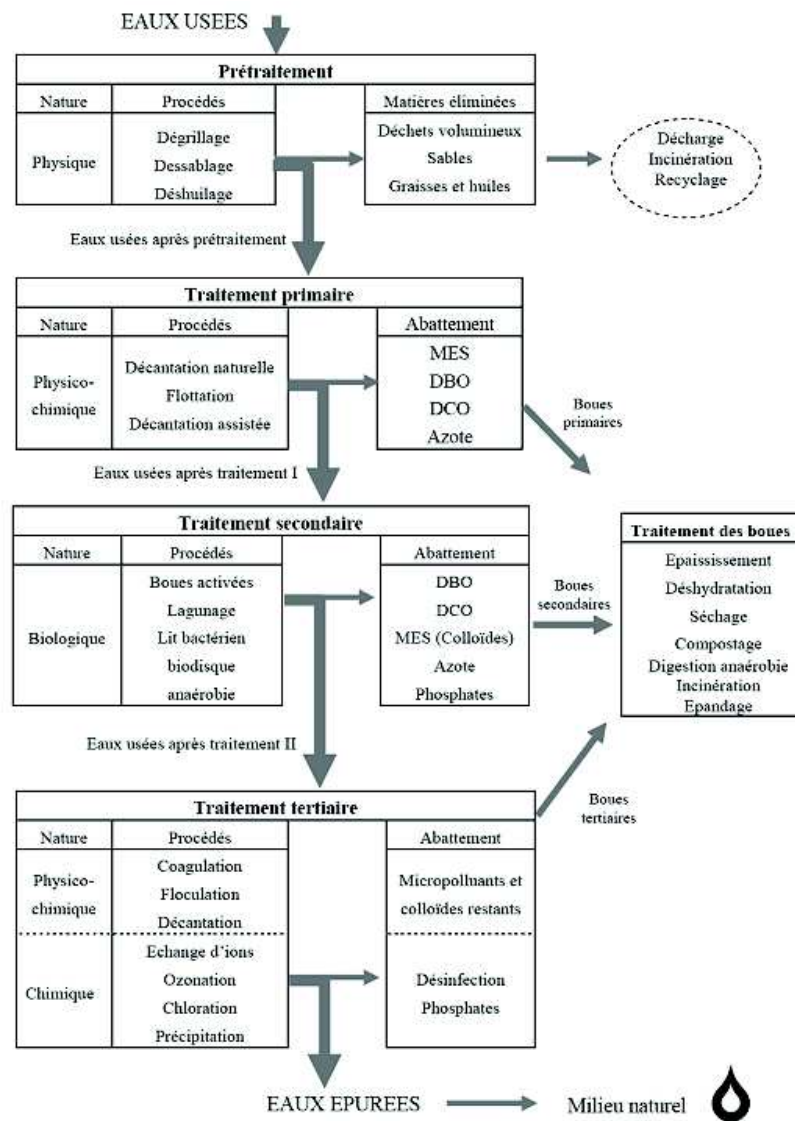 EAUX USEES
Prétraitement
Nature
Procédés
Matières éliminées
Physique
Dégrillage
Dessablage
Déshuilage
Déchets volumineux
Sables
Graisses et huiles
Décharge
Incinération
Recyclage
Eaux usées après prétraitement
Traitement primaire
Nature
Procédés
Abattement
Physico-
chimique
Décantation naturelle
Flottation
Décantation assistée
MES
DBO
DCO
Azote
Boues
primaires
Eaux usées après traitement I
Traitement secondaire
Nature
Procédés
Abattement
Biologique
Boues activées
Lagunage
Lit bactérien
biodisque
anaérobie
DBO
DCO
MES (Colloïdes)
Azote
Phosphates
Boues
secondaires
Traitement des boues
Epaississement
Déshydratation
Séchage
Compostage
Digestion anaérobie
Incinération
Epandage
Eaux usées après traitement II
Traitement tertiaire
Nature
Procédés
Abattement
Physico-
chimique
Coagulation
Floculation
Décantation
Micropolluants et
colloïdes restants
Boues
tertiaires
Chimique
Echange d'ions
Ozonation
Chloration
Précipitation
Désinfection
Phosphates
EAUX EPUREES
Milieu naturel